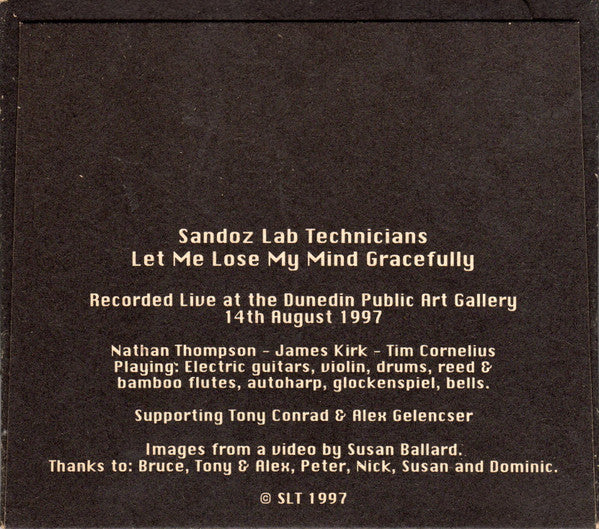 Sandoz Lab Technicians
Let Me Lose My Mind Gracefully
Recorded Live at the Dunedin Public Art Gallery
14th August 1997
Nathan Thompson - James Kirk - Tim Cornelius
Playing: Electric guitars, violin, drums, reed &
bamboo flutes, autoharp, glockenspiel, bells.
Supporting Tony Conrad & Alex Gelencser
Images from a video by Susan Ballard.
Thanks to: Bruce, Tony & Alex, Peter, Nick, Susan and Dominic.
© SLT 1997